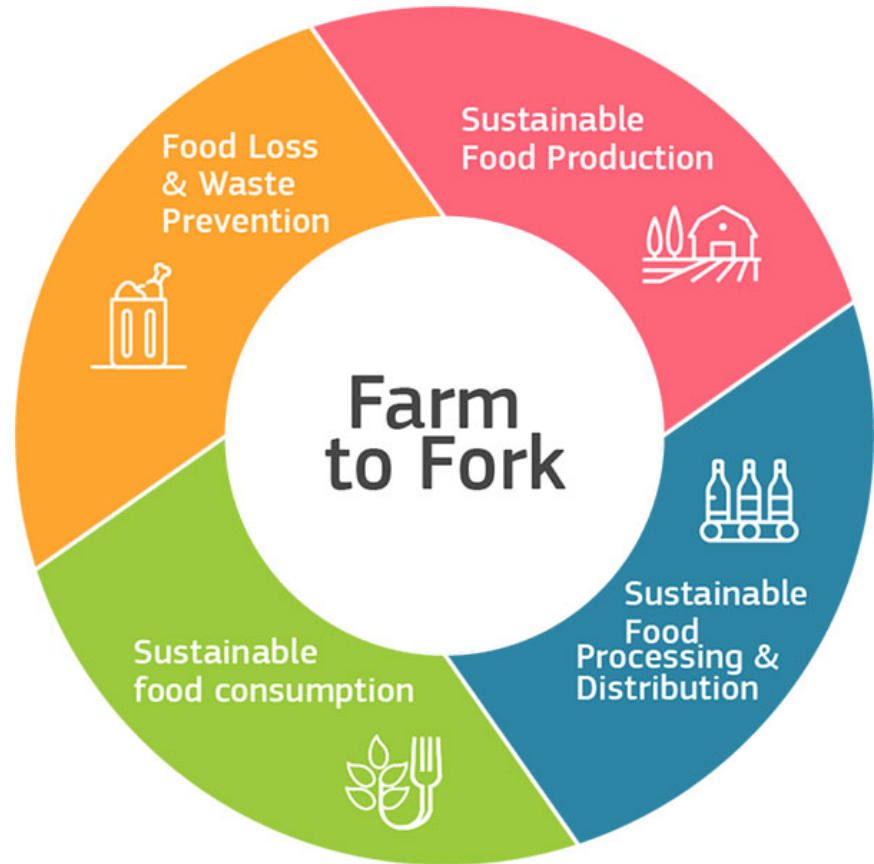 Food Loss
& Waste
Prevention
Sustainable
Food Production
Farm
to Fork
Sustainable
Food
Processing &
Distribution
Sustainable
food consumption